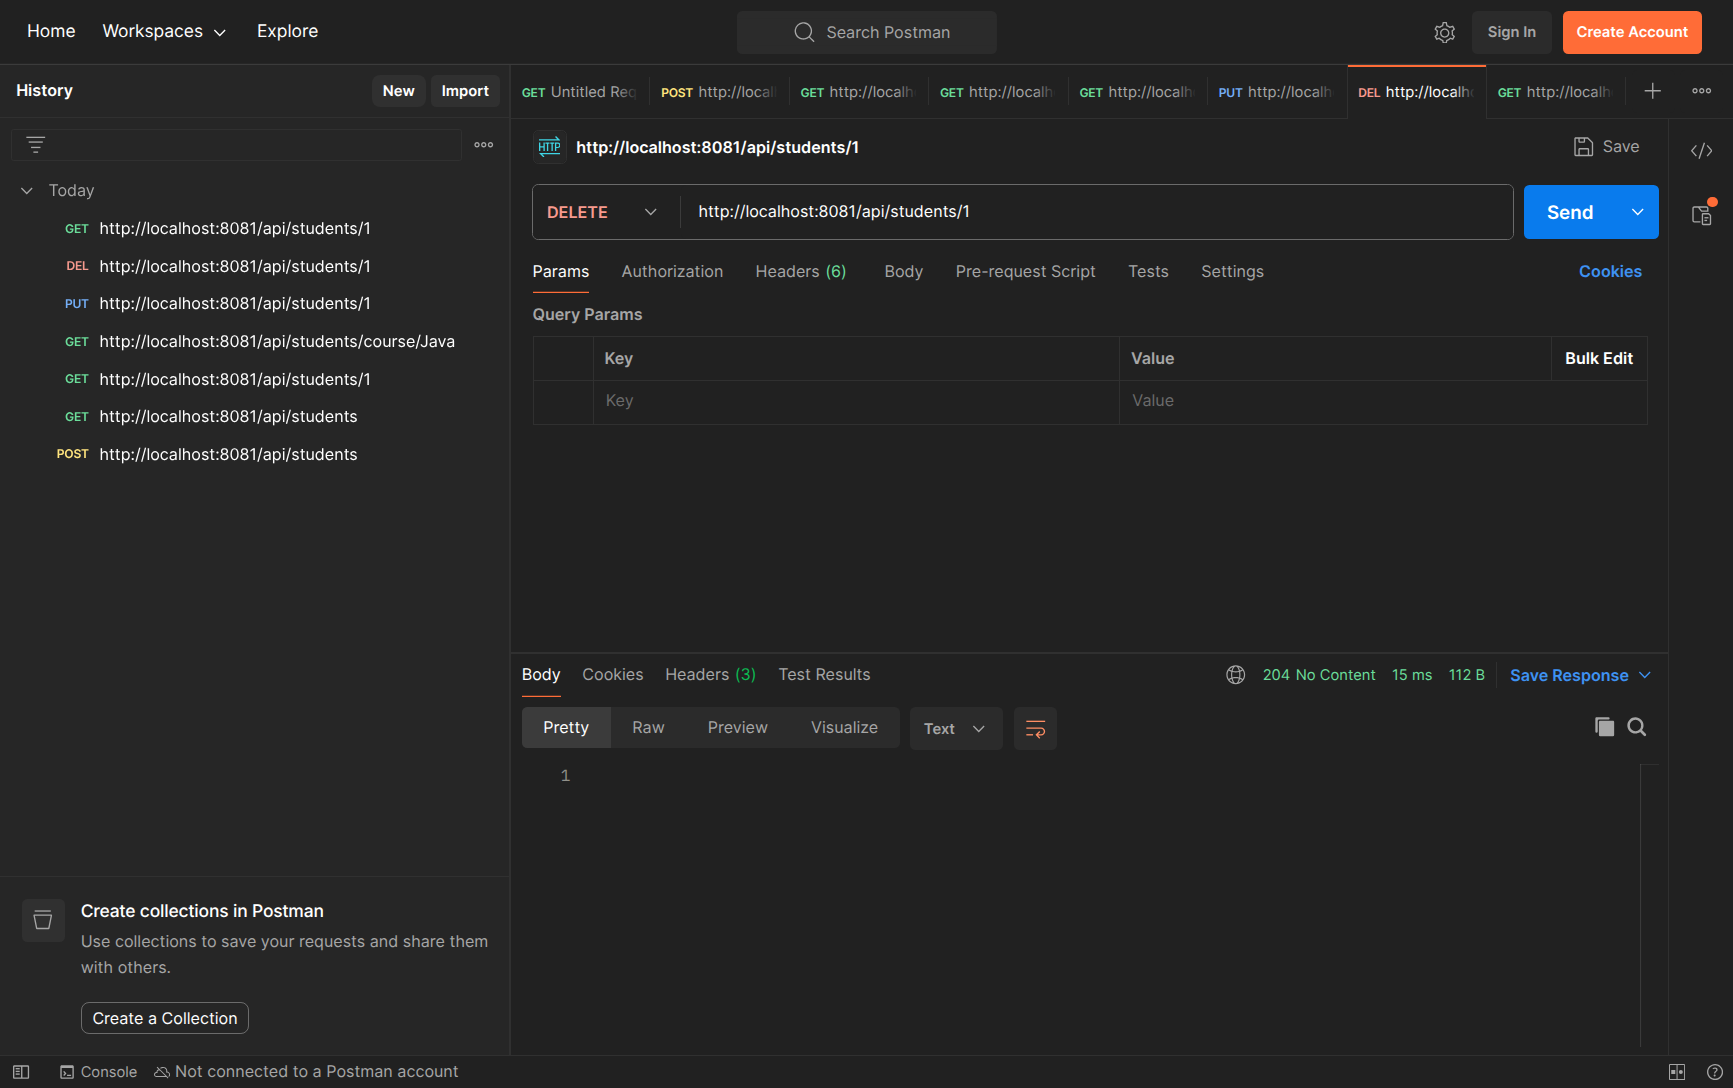 Home Workspaces Explore Search Postman Sign In Create Account
History New Import
Today
GET http://localhost:8081/api/students/1
DEL http://localhost:8081/api/students/1
PUT http://localhost:8081/api/students/1
GET http://localhost:8081/api/students/course/Java
GET http://localhost:8081/api/students/1
GET http://localhost:8081/api/students
POST http://localhost:8081/api/students
Create collections in Postman
Use collections to save your requests and share them
with others.
Create a Collection
GET Untitled Req POST http://local GET http://localh GET http://localh GET http://localh PUT http://localh DEL http://localho GET http://localh
HTTP http://localhost:8081/api/students/1 Save
DELETE http://localhost:8081/api/students/1 Send
Params Authorization Headers (6) Body Pre-request Script Tests Settings Cookies
Query Params
Key Value Bulk Edit
Key Value
Body Cookies Headers (3) Test Results 204 No Content 15 ms 112 B Save Response
Pretty Raw Preview Visualize Text
1
Console Not connected to a Postman account